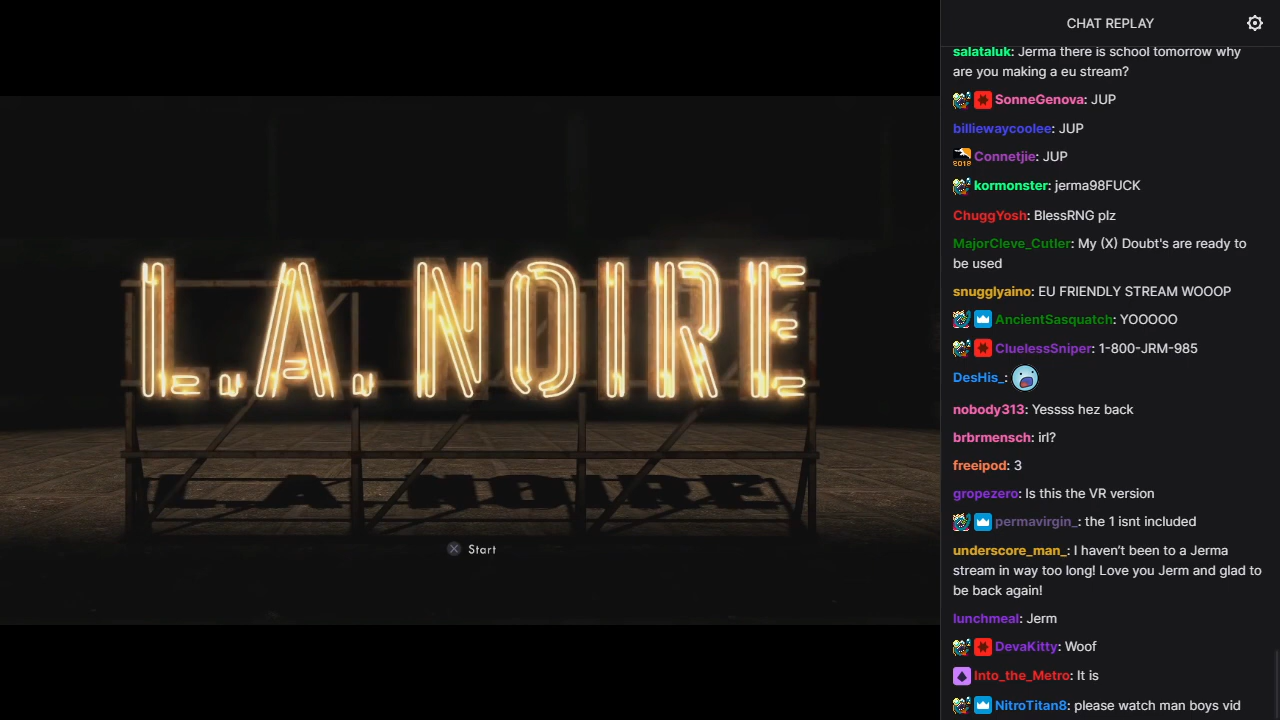 L.A. NOIRE
Start
CHAT REPLAY
salataluk: Jerma there is school tomorrow why
are you making a eu stream?
SonneGenova: JUP
billiewaycoolee: JUP
Connetjie: JUP
kormonster: jerma98FUCK
ChuggYosh: BlessRNG plz
MajorCleve_Cutler: My (X) Doubt's are ready to
be used
snugglyaino: EU FRIENDLY STREAM WOOOP
AncientSasquatch: YOOOOO
CluelessSniper: 1-800-JRM-985
DesHis_:
nobody313: Yessss hez back
brbrmensch: irl?
freeipod: 3
gropezero: Is this the VR version
permavirgin_: the 1 isnt included
underscore_man_: I haven't been to a Jerma
stream in way too long! Love you Jerm and glad to
be back again!
lunchmeal: Jerm
DevaKitty: Woof
Into_the_Metro: It is
NitroTitan8: please watch man boys vid